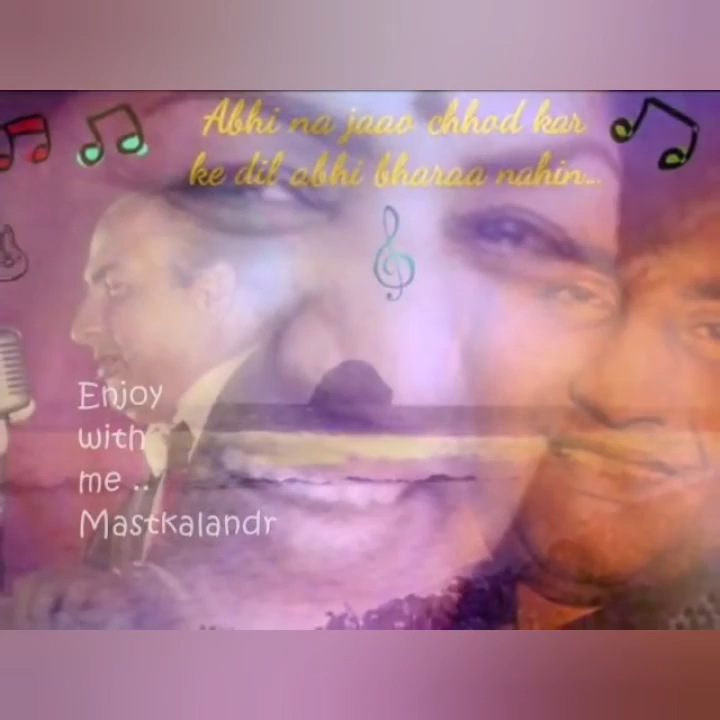 Abhi na jaao chhod kar
ke dil abhi bharaa nahin...
Enjoy
with
me ..
Mastkalandr